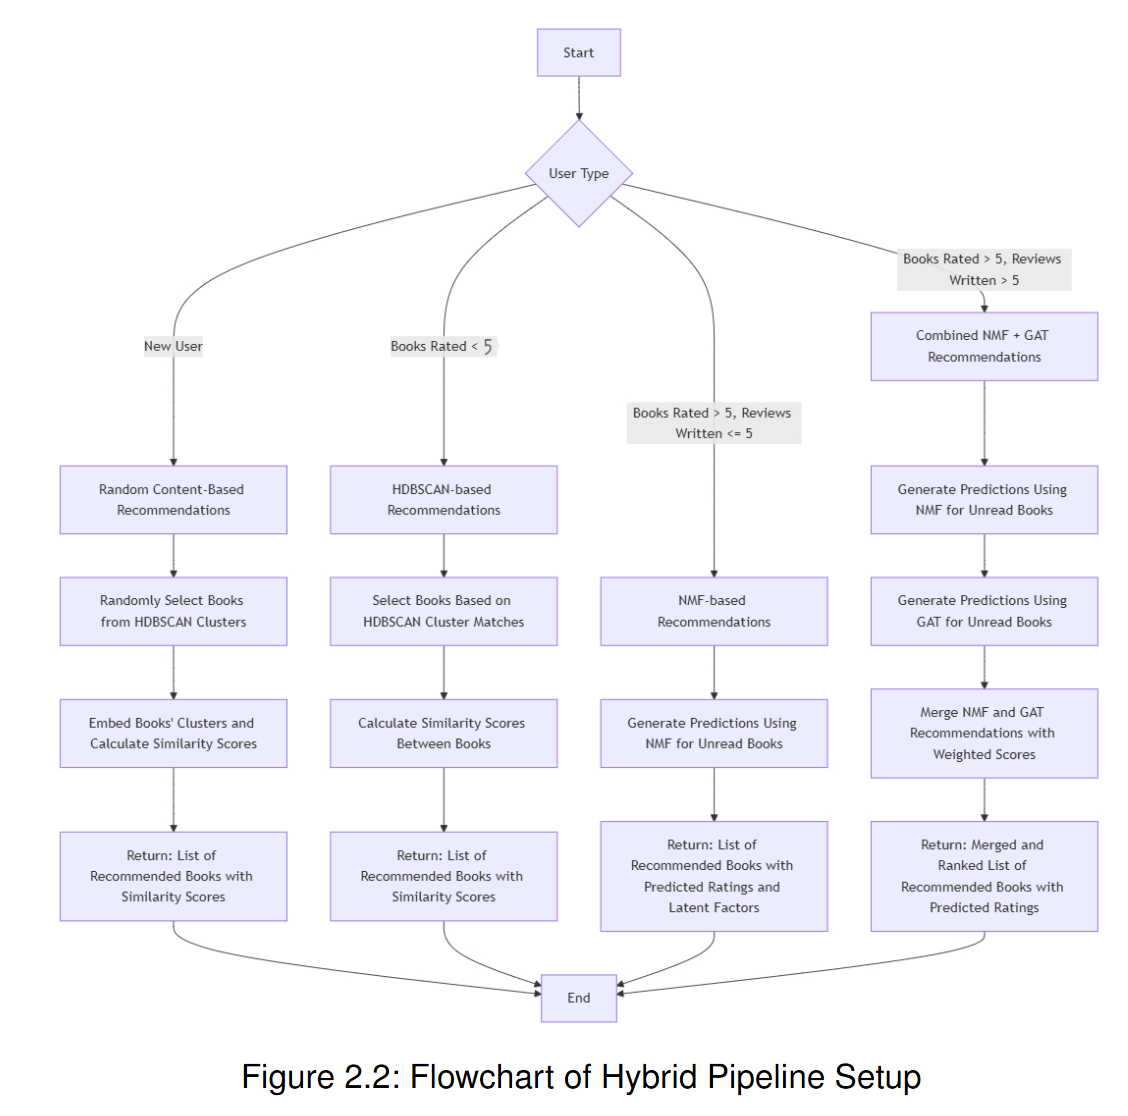 Start
User Type
New User
Books Rated < 5
Books Rated > 5, Reviews
Written <= 5
Books Rated > 5, Reviews
Written > 5
Random Content-Based
Recommendations
Randomly Select Books
from HDBSCAN Clusters
Embed Books' Clusters and
Calculate Similarity Scores
Return: List of
Recommended Books with
Similarity Scores
HDBSCAN-based
Recommendations
Select Books Based on
HDBSCAN Cluster Matches
Calculate Similarity Scores
Between Books
Return: List of
Recommended Books with
Similarity Scores
NMF-based
Recommendations
Generate Predictions Using
NMF for Unread Books
Return: List of
Recommended Books with
Predicted Ratings and
Latent Factors
Combined NMF + GAT
Recommendations
Generate Predictions Using
NMF for Unread Books
Generate Predictions Using
GAT for Unread Books
Merge NMF and GAT
Recommendations with
Weighted Scores
Return: Merged and
Ranked List of
Recommended Books with
Predicted Ratings
End
Figure 2.2: Flowchart of Hybrid Pipeline Setup